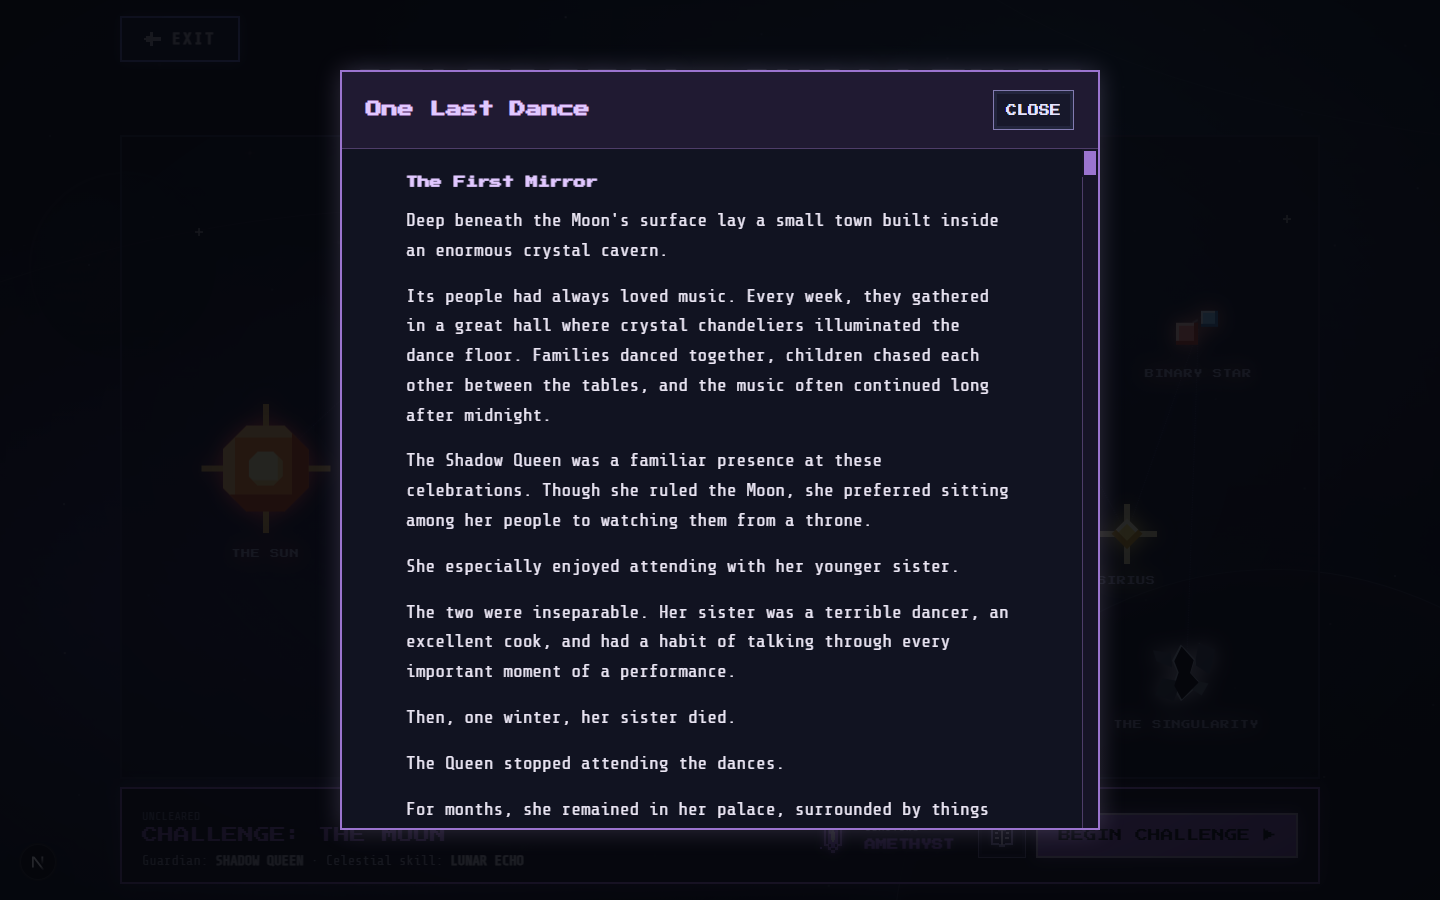 EXIT
One Last Dance
CLOSE
The First Mirror
Deep beneath the Moon's surface lay a small town built inside
an enormous crystal cavern.
Its people had always loved music. Every week, they gathered
in a great hall where crystal chandeliers illuminated the
dance floor. Families danced together, children chased each
other between the tables, and the music often continued long
after midnight.
The Shadow Queen was a familiar presence at these
celebrations. Though she ruled the Moon, she preferred sitting
among her people to watching them from a throne.
She especially enjoyed attending with her younger sister.
The two were inseparable. Her sister was a terrible dancer, an
excellent cook, and had a habit of talking through every
important moment of a performance.
Then, one winter, her sister died.
The Queen stopped attending the dances.
For months, she remained in her palace, surrounded by things
THE SUN
BINARY STAR
SIRIUS
THE SINGULARITY
UNCLEARED
CHALLENGE: THE MOON
Guardian: SHADOW QUEEN · Celestial skill: LUNAR ECHO
AMETHYST
BEGIN CHALLENGE ▶
N